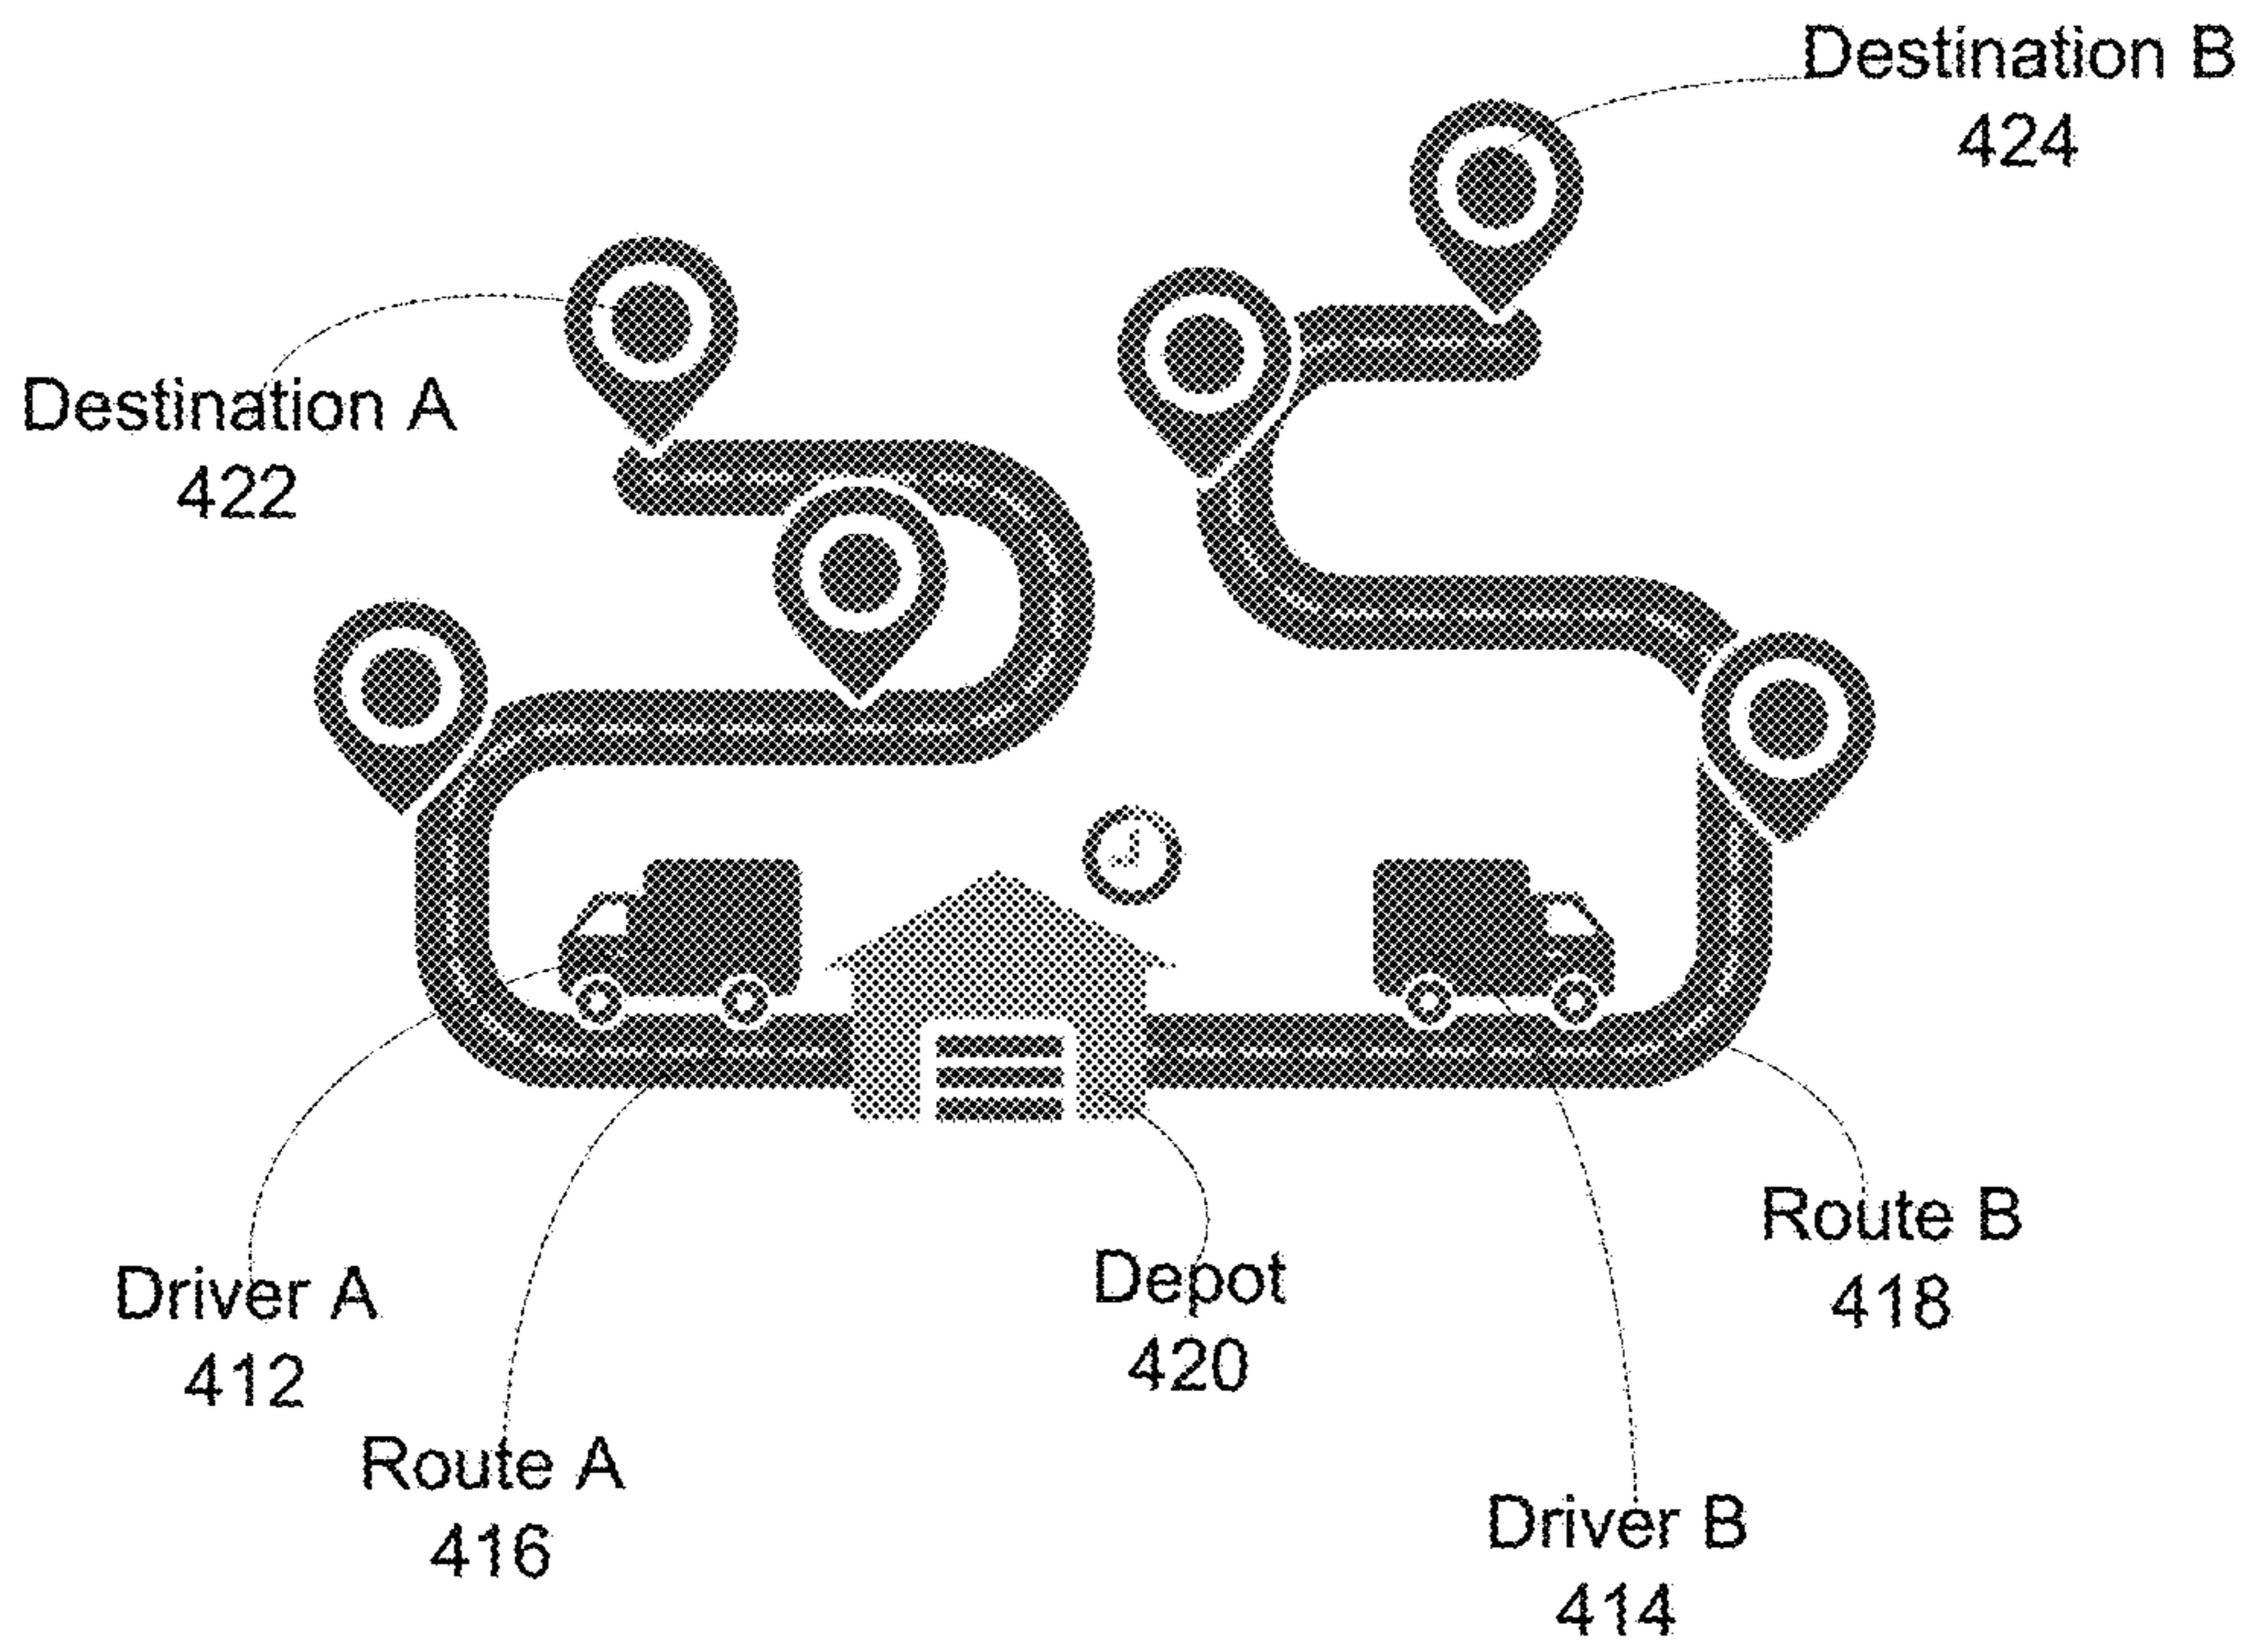 Destination B
424
Destination A
422
Route B
418
Depot
420
Driver A
412
Route A
416
Driver B
414